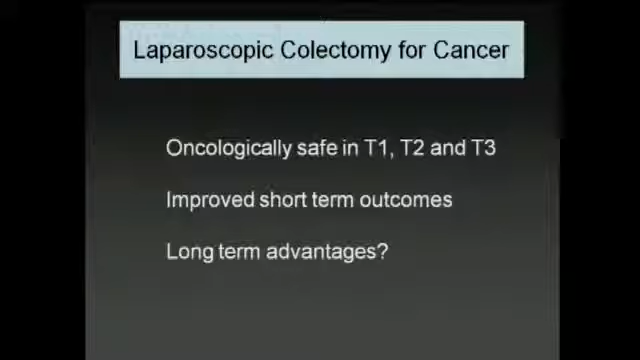 Laparoscopic Colectomy for Cancer
Oncologically safe in T1, T2 and T3
Improved short term outcomes
Long term advantages?